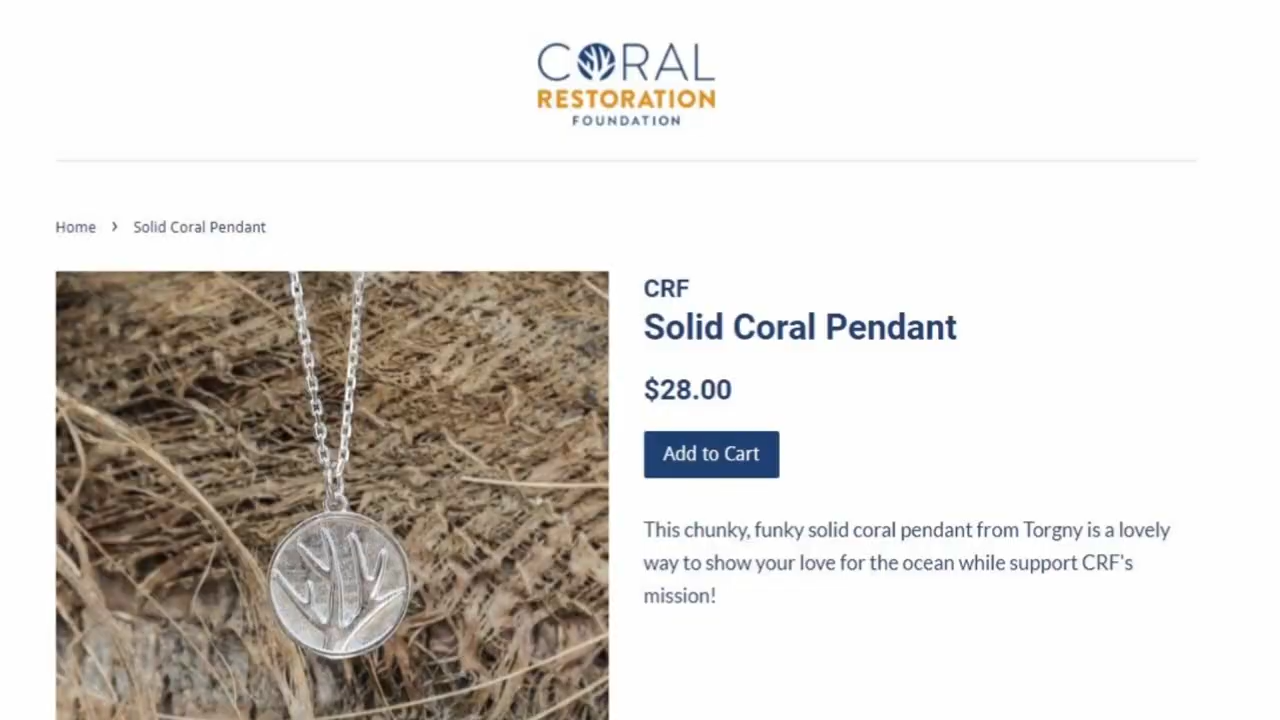 CORAL
RESTORATION
FOUNDATION
Home › Solid Coral Pendant
CRF
Solid Coral Pendant
$28.00
Add to Cart
This chunky, funky solid coral pendant from Torgny is a lovely
way to show your love for the ocean while support CRF's
mission!